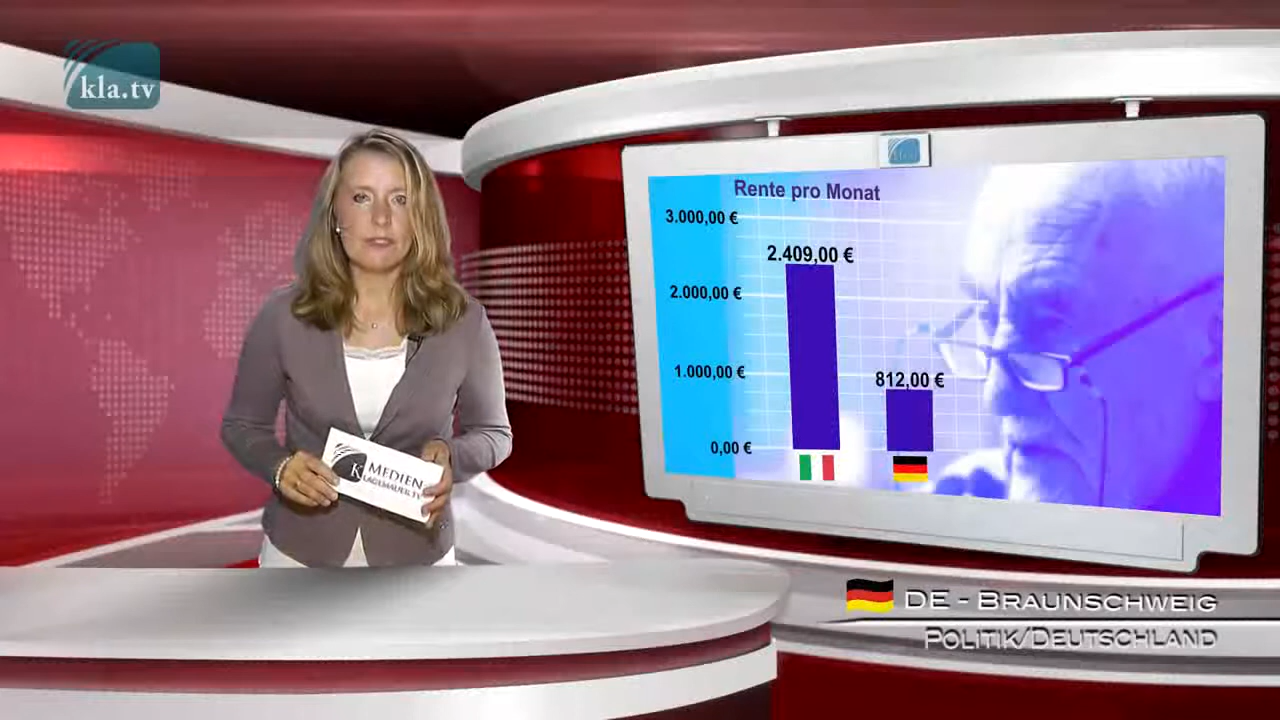 kla.tv
Rente pro Monat
3.000,00 €
2.409,00 €
2.000,00 €
1.000,00 €
812,00 €
0,00 €
K MEDIEN
KLAGEMAUER.TV
DE - BRAUNSCHWEIG
POLITIK/DEUTSCHLAND